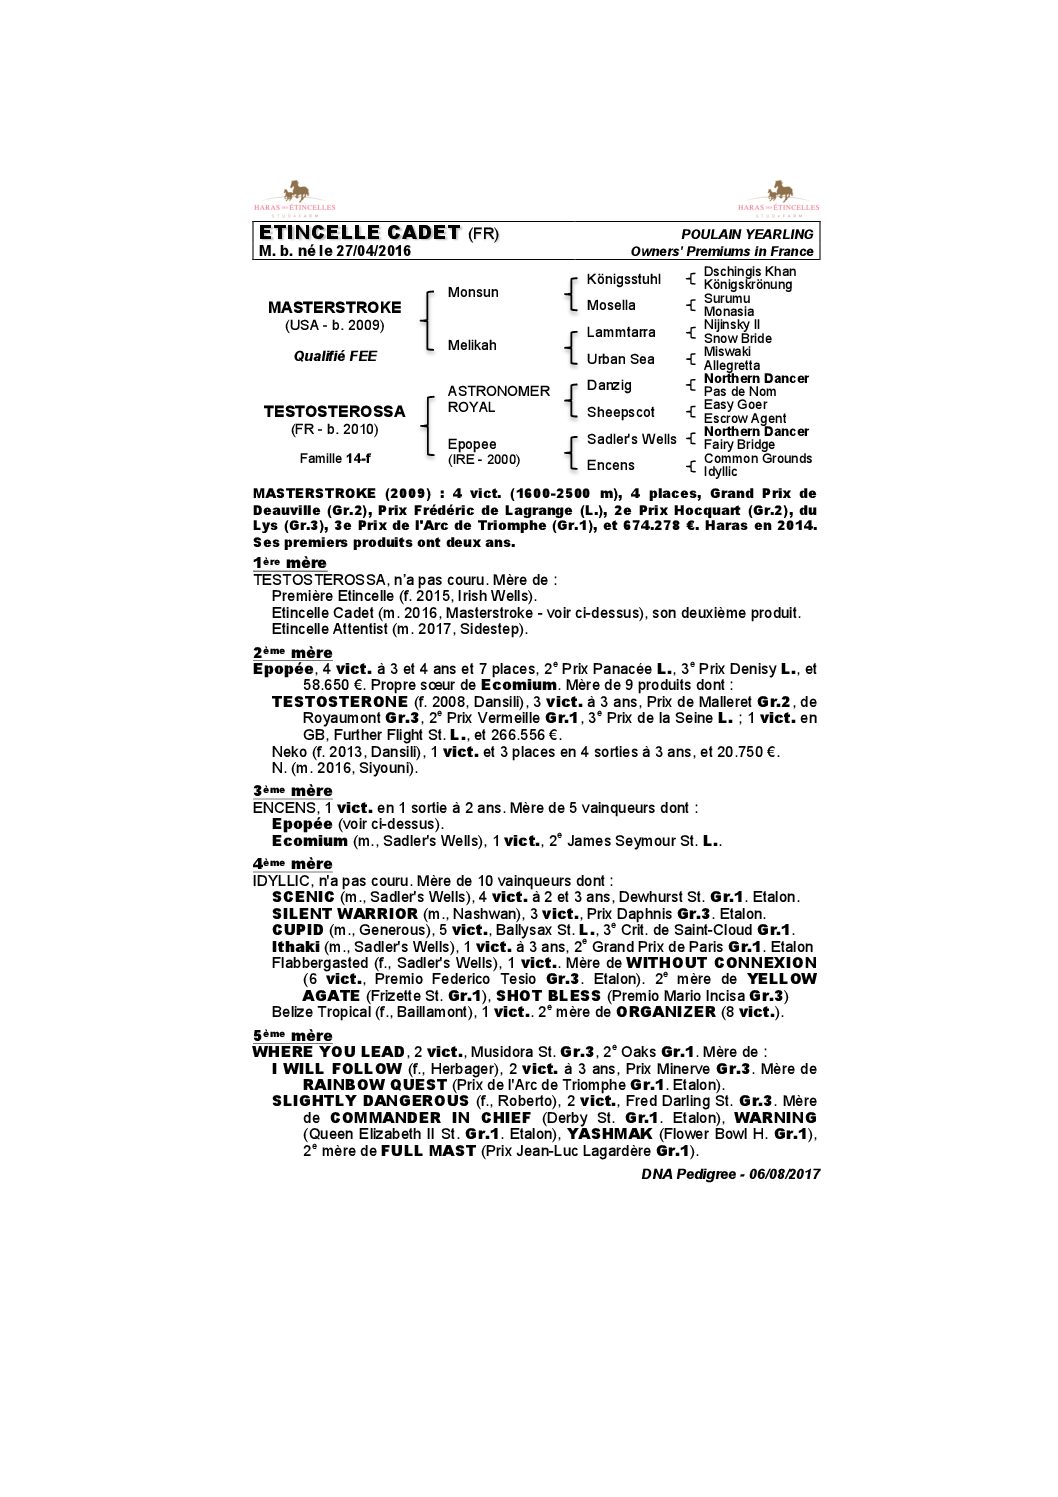 HARAS DES ÉTINCELLES
STUDFARM
HARAS DES ÉTINCELLES
STUDFARM
ETINCELLE CADET (FR)
POULAIN YEARLING
M. b. né le 27/04/2016
Owners' Premiums in France
MASTERSTROKE
(USA - b. 2009)
Qualifié FEE
TESTOSTEROSSA
(FR - b. 2010)
Famille 14-f
Monsun
Melikah
ASTRONOMER
ROYAL
Epopee
(IRE - 2000)
Königsstuhl
Mosella
Lammtarra
Urban Sea
Danzig
Sheepscot
Sadler's Wells
Encens
Dschingis Khan
Königskrönung
Surumu
Monasia
Nijinsky II
Snow Bride
Miswaki
Allegretta
Northern Dancer
Pas de Nom
Easy Goer
Escrow Agent
Northern Dancer
Fairy Bridge
Common Grounds
Idyllic
MASTERSTROKE (2009) : 4 vict. (1600-2500 m), 4 places, Grand Prix de
Deauville (Gr.2), Prix Frédéric de Lagrange (L.), 2e Prix Hocquart (Gr.2), du
Lys (Gr.3), 3e Prix de l'Arc de Triomphe (Gr.1), et 674.278 €. Haras en 2014.
Ses premiers produits ont deux ans.
1ère mère
TESTOSTEROSSA, n'a pas couru. Mère de :
Première Etincelle (f. 2015, Irish Wells).
Etincelle Cadet (m. 2016, Masterstroke - voir ci-dessus), son deuxième produit.
Etincelle Attentist (m. 2017, Sidestep).
2ème mère
Epopée, 4 vict. à 3 et 4 ans et 7 places, 2e Prix Panacée L., 3e Prix Denisy L., et
58.650 €. Propre sœur de Ecomium. Mère de 9 produits dont :
TESTOSTERONE (f. 2008, Dansili), 3 vict. à 3 ans, Prix de Malleret Gr.2, de
Royaumont Gr.3, 2e Prix Vermeille Gr.1, 3e Prix de la Seine L. ; 1 vict. en
GB, Further Flight St. L., et 266.556 €.
Neko (f. 2013, Dansili), 1 vict. et 3 places en 4 sorties à 3 ans, et 20.750 €.
N. (m. 2016, Siyouni).
3ème mère
ENCENS, 1 vict. en 1 sortie à 2 ans. Mère de 5 vainqueurs dont :
Epopée (voir ci-dessus).
Ecomium (m., Sadler's Wells), 1 vict., 2e James Seymour St. L..
4ème mère
IDYLLIC, n'a pas couru. Mère de 10 vainqueurs dont :
SCENIC (m., Sadler's Wells), 4 vict. à 2 et 3 ans, Dewhurst St. Gr.1. Etalon.
SILENT WARRIOR (m., Nashwan), 3 vict., Prix Daphnis Gr.3. Etalon.
CUPID (m., Generous), 5 vict., Ballysax St. L., 3e Crit. de Saint-Cloud Gr.1.
Ithaki (m., Sadler's Wells), 1 vict. à 3 ans, 2e Grand Prix de Paris Gr.1. Etalon
Flabbergasted (f., Sadler's Wells), 1 vict.. Mère de WITHOUT CONNEXION
(6 vict., Premio Federico Tesio Gr.3. Etalon). 2e mère de YELLOW
AGATE (Frizette St. Gr.1), SHOT BLESS (Premio Mario Incisa Gr.3)
Belize Tropical (f., Baillamont), 1 vict.. 2e mère de ORGANIZER (8 vict.).
5ème mère
WHERE YOU LEAD, 2 vict., Musidora St. Gr.3, 2e Oaks Gr.1. Mère de :
I WILL FOLLOW (f., Herbager), 2 vict. à 3 ans, Prix Minerve Gr.3. Mère de
RAINBOW QUEST (Prix de l'Arc de Triomphe Gr.1. Etalon).
SLIGHTLY DANGEROUS (f., Roberto), 2 vict., Fred Darling St. Gr.3. Mère
de COMMANDER IN CHIEF (Derby St. Gr.1. Etalon), WARNING
(Queen Elizabeth II St. Gr.1. Etalon), YASHMAK (Flower Bowl H. Gr.1),
2e mère de FULL MAST (Prix Jean-Luc Lagardère Gr.1).
DNA Pedigree - 06/08/2017